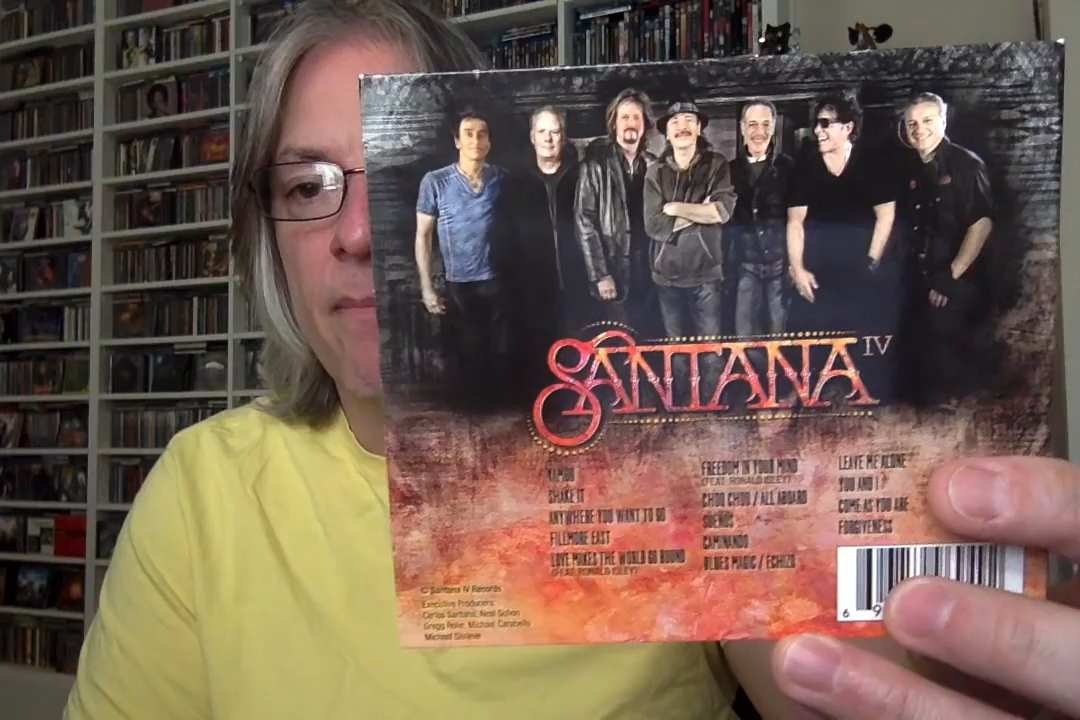 SANTANA IV
YAMBU
SHAKE IT
ANYWHERE YOU WANT TO GO
FILLMORE EAST
LOVE MAKES THE WORLD GO ROUND
(FEAT. RONALD ISLEY)
FREEDOM IN YOUR MIND
(FEAT. RONALD ISLEY)
CHOO CHOO / ALL ABOARD
SUEÑOS
CAMINANDO
BLUES MAGIC / ECHIZO
LEAVE ME ALONE
YOU AND I
COME AS YOU ARE
FORGIVENESS
© Santana IV Records
Executive Producers:
Carlos Santana, Neal Schon
Gregg Rolie, Michael Carabello
Michael Shrieve
6 9